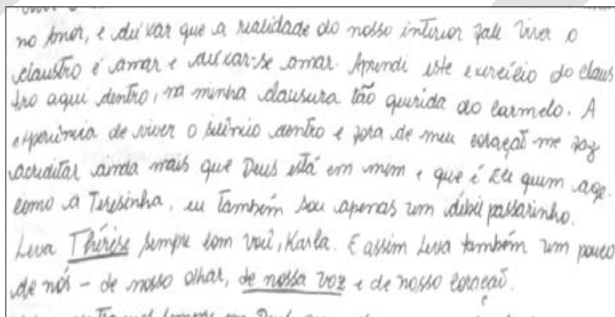 no amor, e deixar que a realidade do nosso interior fale viver o
claustro é amar e deixar-se amar. Aprendi este exercício do claus
tro aqui dentro, na minha clausura tão querida do Carmelo. A
experiência de viver o silêncio dentro e fora de meu coração me faz
acreditar ainda mais que Deus está em mim e que é Ele quem age.
como a Teresinha, eu também sou apenas um débil passarinho.
Leva Thérèse sempre com você, Karla. E assim leva também um pouco
de nós - de nosso olhar, de nossa voz e de nosso coração.